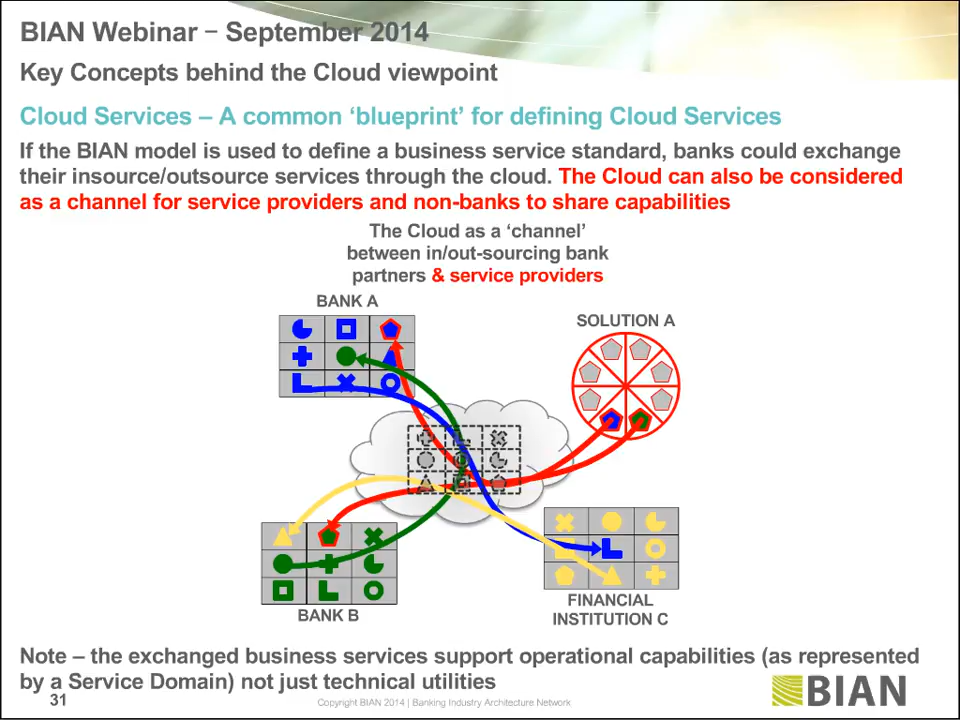 BIAN Webinar – September 2014
Key Concepts behind the Cloud viewpoint
Cloud Services – A common ‘blueprint’ for defining Cloud Services
If the BIAN model is used to define a business service standard, banks could exchange
their insource/outsource services through the cloud. The Cloud can also be considered
as a channel for service providers and non-banks to share capabilities
The Cloud as a ‘channel’
between in/out-sourcing bank
partners & service providers
BANK A
SOLUTION A
BANK B
FINANCIAL
INSTITUTION C
Note – the exchanged business services support operational capabilities (as represented
by a Service Domain) not just technical utilities
31
Copyright BIAN 2014 | Banking Industry Architecture Network
BIAN